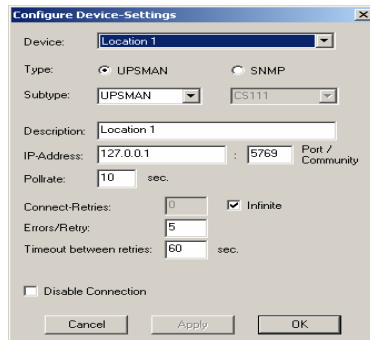 Configure Device-Settings
Device: Location 1
Type: UPSMAN SNMP
Subtype: UPSMAN CS111
Description: Location 1
IP-Address: 127.0.0.1 : 5769 Port / Community
Pollrate: 10 sec.
Connect-Retries: 0 Infinite
Errors/Retry: 5
Timeout between retries: 60 sec.
Disable Connection
Cancel Apply OK